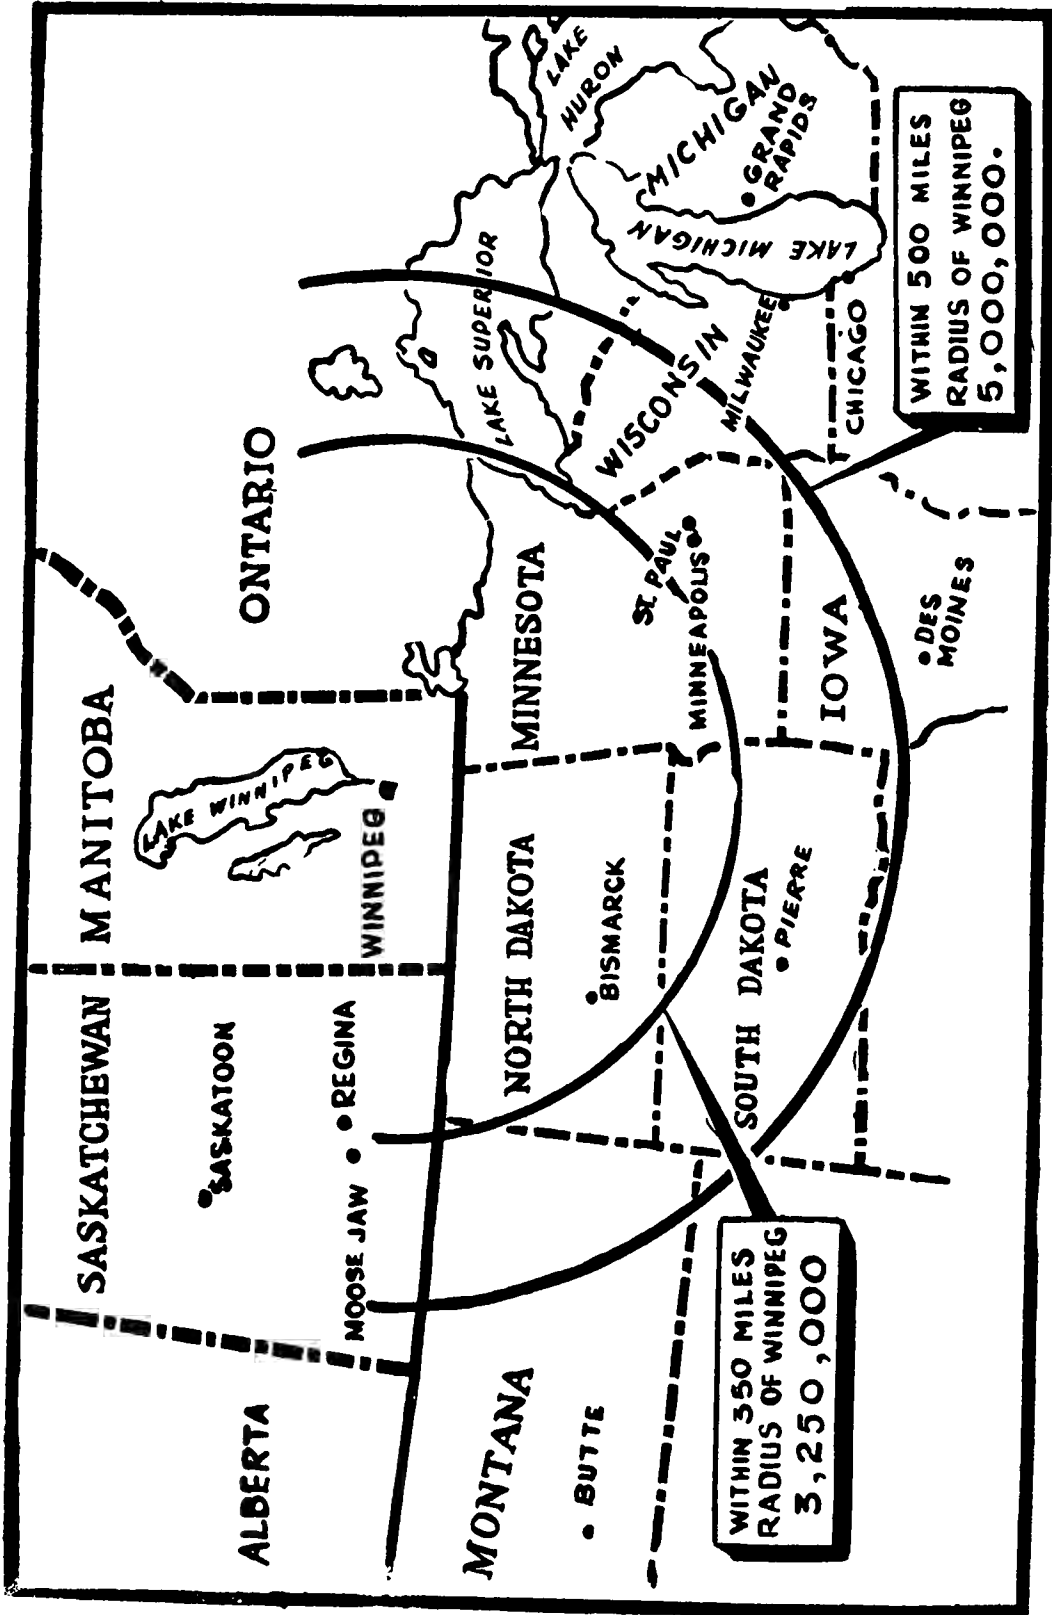 SASKATCHEWAN
MANITOBA
ONTARIO
ALBERTA
SASKATOON
LAKE WINNIPEG
MOOSE JAW
REGINA
WINNIPEG
MONTANA
NORTH DAKOTA
MINNESOTA
LAKE SUPERIOR
LAKE
HURON
BUTTE
BISMARCK
ST. PAUL
MINNEAPOLIS
WISCONSIN
MICHIGAN
GRAND
RAPIDS
LAKE MICHIGAN
MILWAUKEE
CHICAGO
SOUTH DAKOTA
PIERRE
IOWA
DES
MOINES
WITHIN 350 MILES
RADIUS OF WINNIPEG
3,250,000
WITHIN 500 MILES
RADIUS OF WINNIPEG
5,000,000.